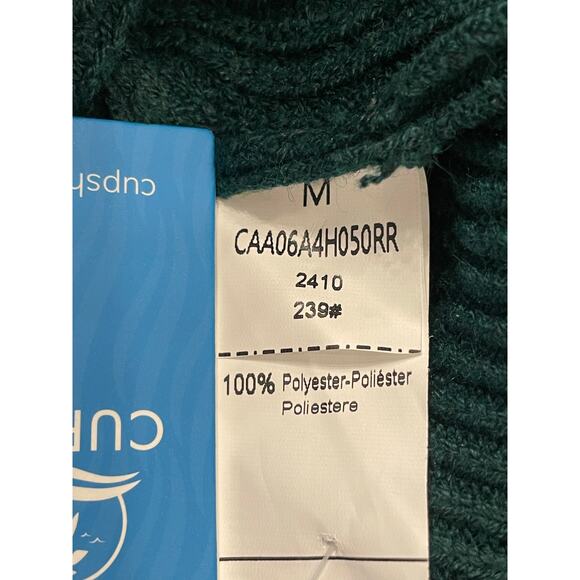 cupsh
M
CAA06A4H050RR
2410
239#
100% Polyester-Poliéster
Poliestere
CUP